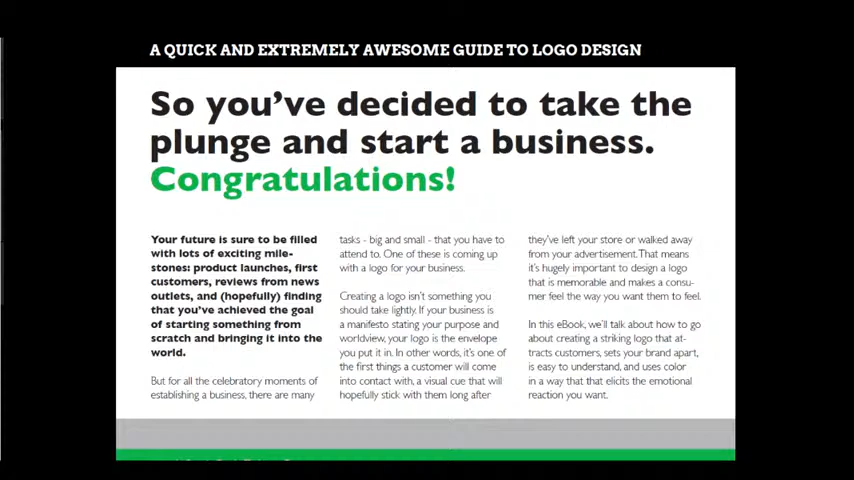 A QUICK AND EXTREMELY AWESOME GUIDE TO LOGO DESIGN
So you've decided to take the
plunge and start a business.
Congratulations!
Your future is sure to be filled
with lots of exciting mile-
stones: product launches, first
customers, reviews from news
outlets, and (hopefully) finding
that you've achieved the goal
of starting something from
scratch and bringing it into the
world.
But for all the celebratory moments of
establishing a business, there are many
tasks - big and small - that you have to
attend to. One of these is coming up
with a logo for your business.
Creating a logo isn't something you
should take lightly. If your business is
a manifesto stating your purpose and
worldview, your logo is the envelope
you put it in. In other words, it's one of
the first things a customer will come
into contact with, a visual cue that will
hopefully stick with them long after
they've left your store or walked away
from your advertisement. That means
it's hugely important to design a logo
that is memorable and makes a consu-
mer feel the way you want them to feel.
In this eBook, we'll talk about how to go
about creating a striking logo that at-
tracts customers, sets your brand apart,
is easy to understand, and uses color
in a way that that elicits the emotional
reaction you want.